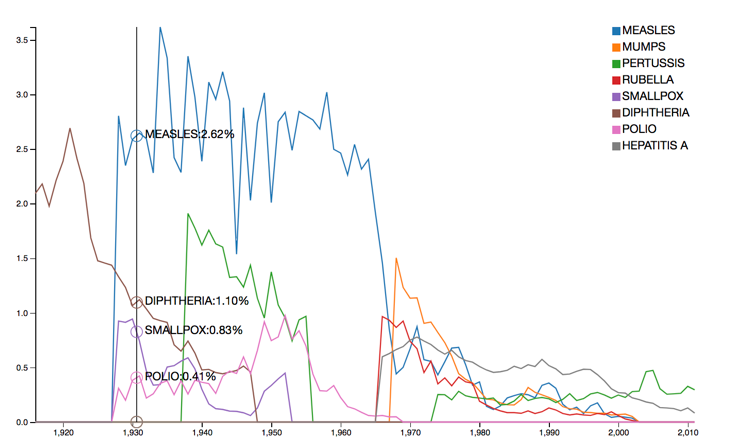 3.5
3.0
2.5
2.0
1.5
1.0
0.5
0.0
MEASLES:2.62%
DIPHTHERIA:1.10%
SMALLPOX:0.83%
POLIO:0.41%
1,920
1,930
1,940
1,950
1,960
1,970
1,980
1,990
2,000
2,010
MEASLES
MUMPS
PERTUSSIS
RUBELLA
SMALLPOX
DIPHTHERIA
POLIO
HEPATITIS A